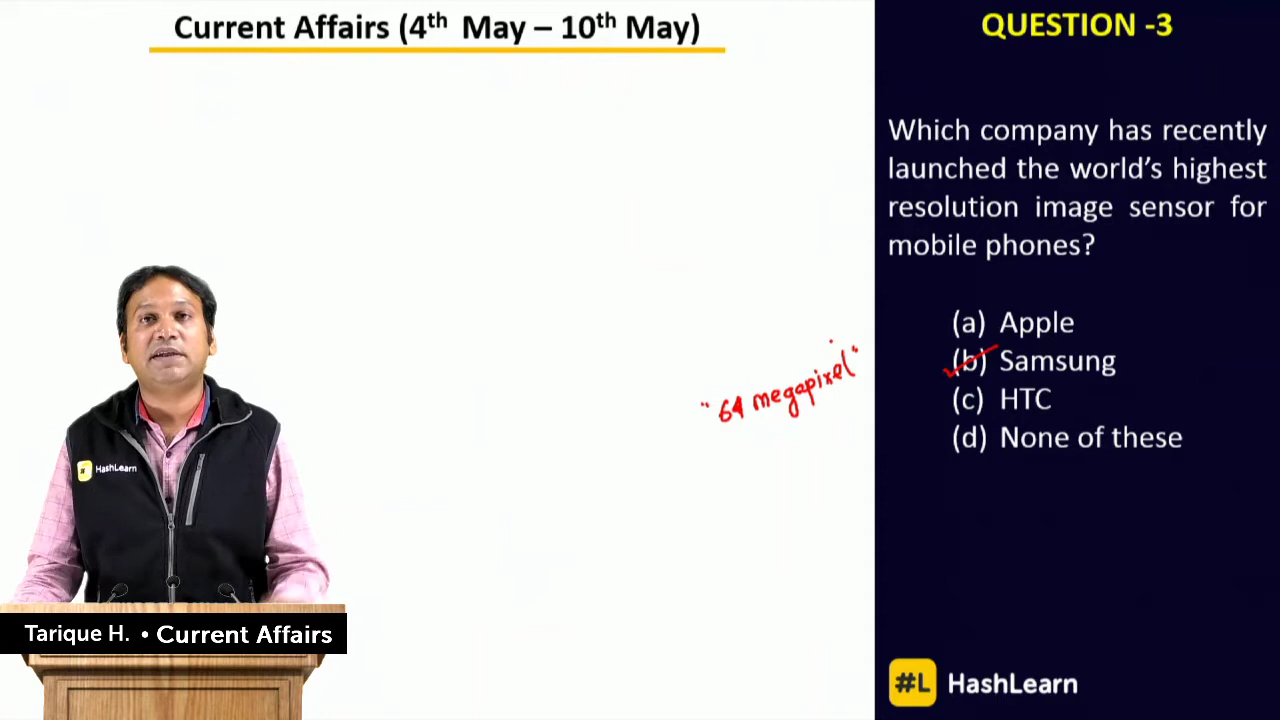 Current Affairs (4th May – 10th May)
QUESTION -3
Which company has recently
launched the world's highest
resolution image sensor for
mobile phones?
(a) Apple
(b) Samsung
(c) HTC
(d) None of these
"64 megapixel"
# HashLearn
Tarique H. • Current Affairs
#L HashLearn